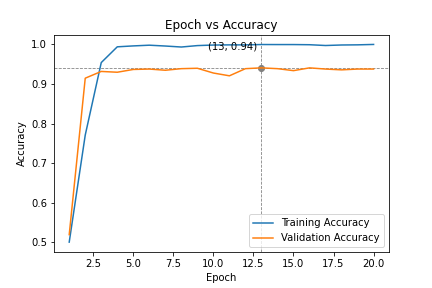 Epoch vs Accuracy
1.0
(13, 0.94)
0.9
0.8
0.7
0.6
0.5
Accuracy
Training Accuracy
Validation Accuracy
2.5 5.0 7.5 10.0 12.5 15.0 17.5 20.0
Epoch